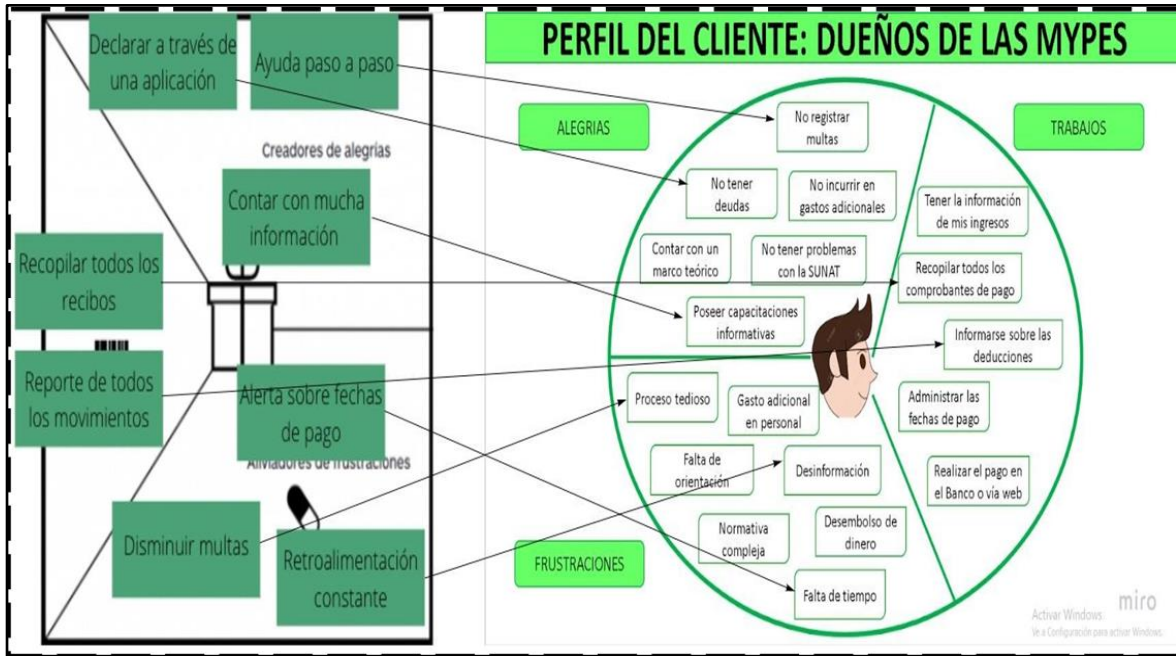 Declarar a través de
una aplicación
Ayuda paso a paso
Creadores de alegrías
Contar con mucha
información
Recopilar todos los
recibos
Reporte de todos
los movimientos
Alerta sobre fechas
de pago
Aliviadores de frustraciones
Disminuir multas
Retroalimentación
constante
PERFIL DEL CLIENTE: DUEÑOS DE LAS MYPES
ALEGRIAS
TRABAJOS
No registrar
multas
No tener
deudas
No incurrir en
gastos adicionales
Contar con un
marco teórico
No tener problemas
con la SUNAT
Poseer capacitaciones
informativas
Tener la información
de mis ingresos
Recopilar todos los
comprobantes de pago
Informarse sobre las
deducciones
Administrar las
fechas de pago
Realizar el pago en
el Banco o vía web
Proceso tedioso
Gasto adicional
en personal
Falta de
orientación
Desinformación
Normativa
compleja
Desembolso de
dinero
Falta de tiempo
FRUSTRACIONES
miro
Activar Windows
Ve a Configuración para activar Windows.